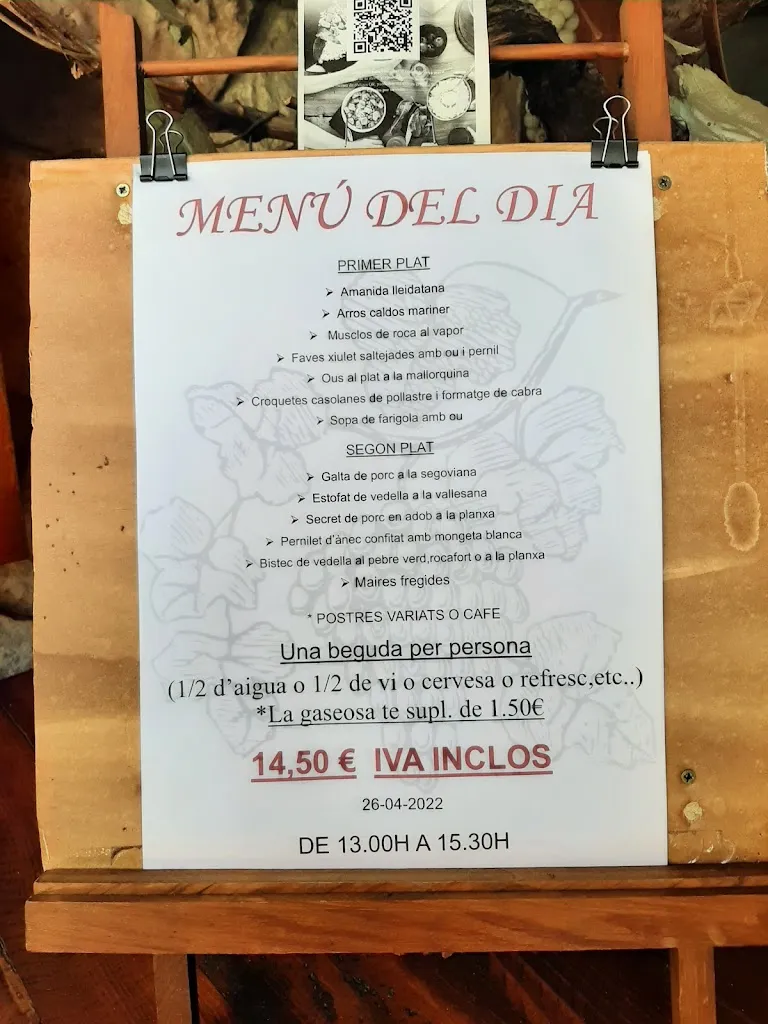 MENÚ DEL DIA
PRIMER PLAT
➢ Amanida lleidatana
➢ Arros caldos mariner
➢ Musclos de roca al vapor
➢ Faves xiulet saltejades amb ou i pernil
➢ Ous al plat a la mallorquina
➢ Croquetes casolanes de pollastre i formatge de cabra
➢ Sopa de farigola amb ou
SEGON PLAT
➢ Galta de porc a la segoviana
➢ Estofat de vedella a la vallesana
➢ Secret de porc en adob a la planxa
➢ Pernilet d'ànec confitat amb mongeta blanca
➢ Bistec de vedella al pebre verd,rocafort o a la planxa
➢ Maires fregides
* POSTRES VARIATS O CAFE
Una beguda per persona
(1/2 d'aigua o 1/2 de vi o cervesa o refresc,etc..)
*La gaseosa te supl. de 1.50€
14,50 € IVA INCLOS
26-04-2022
DE 13.00H A 15.30H